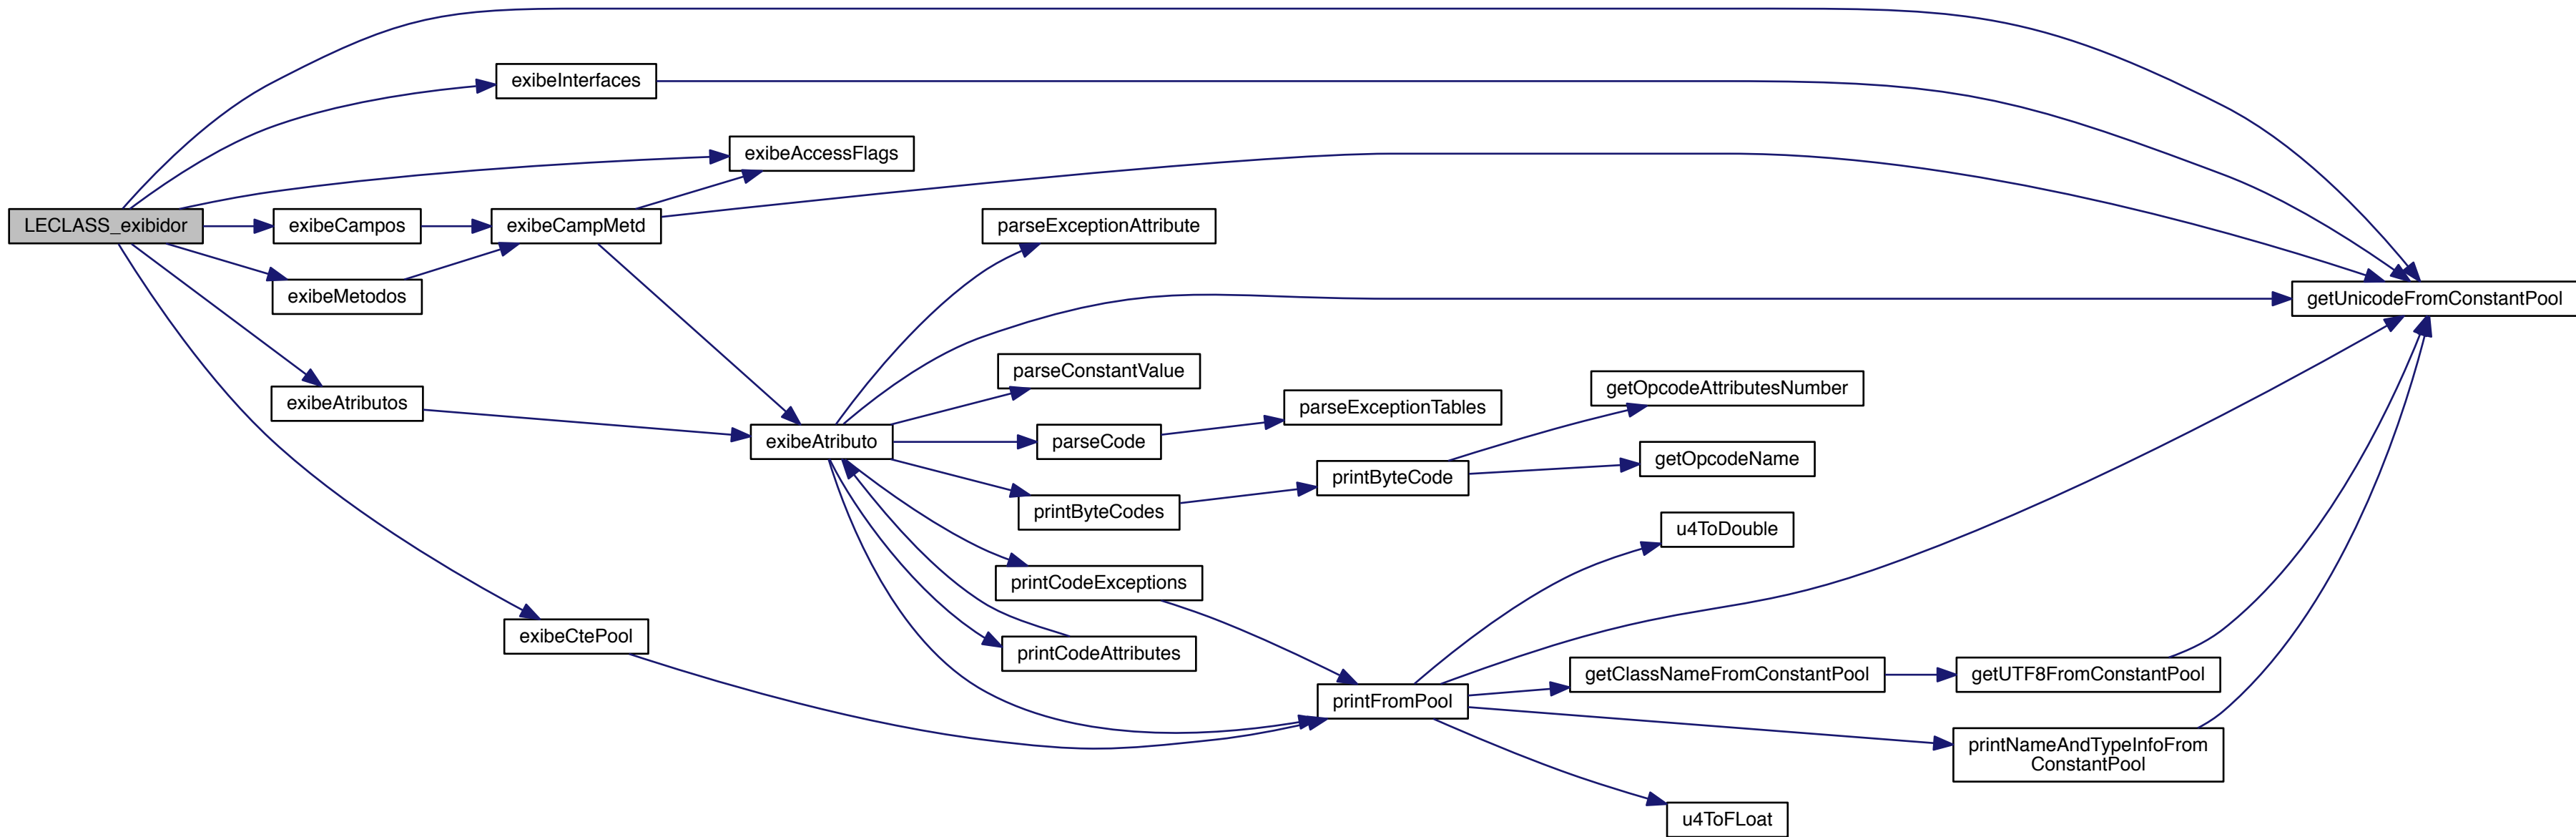 exibeInterfaces
exibeAccessFlags
LECLASS_exibidor
exibeCampos
exibeCampMetd
parseExceptionAttribute
exibeMetodos
getUnicodeFromConstantPool
parseConstantValue
exibeAtributos
parseExceptionTables
getOpcodeAttributesNumber
exibeAtributo
parseCode
getOpcodeName
printByteCode
printByteCodes
u4ToDouble
printCodeExceptions
exibeCtePool
printCodeAttributes
getClassNameFromConstantPool
getUTF8FromConstantPool
printFromPool
printNameAndTypeInfoFrom
ConstantPool
u4ToFLoat